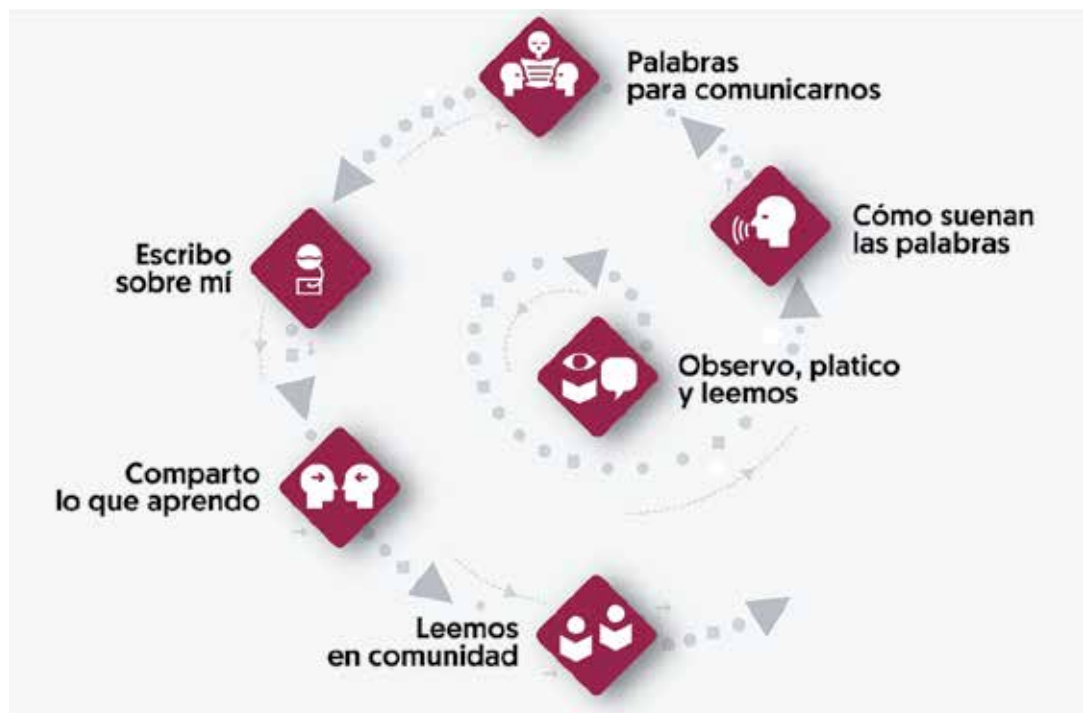 Palabras
para comunicarnos
Cómo suenan
las palabras
Escribo
sobre mí
Observo, platico
y leemos
Comparto
lo que aprendo
Leemos
en comunidad